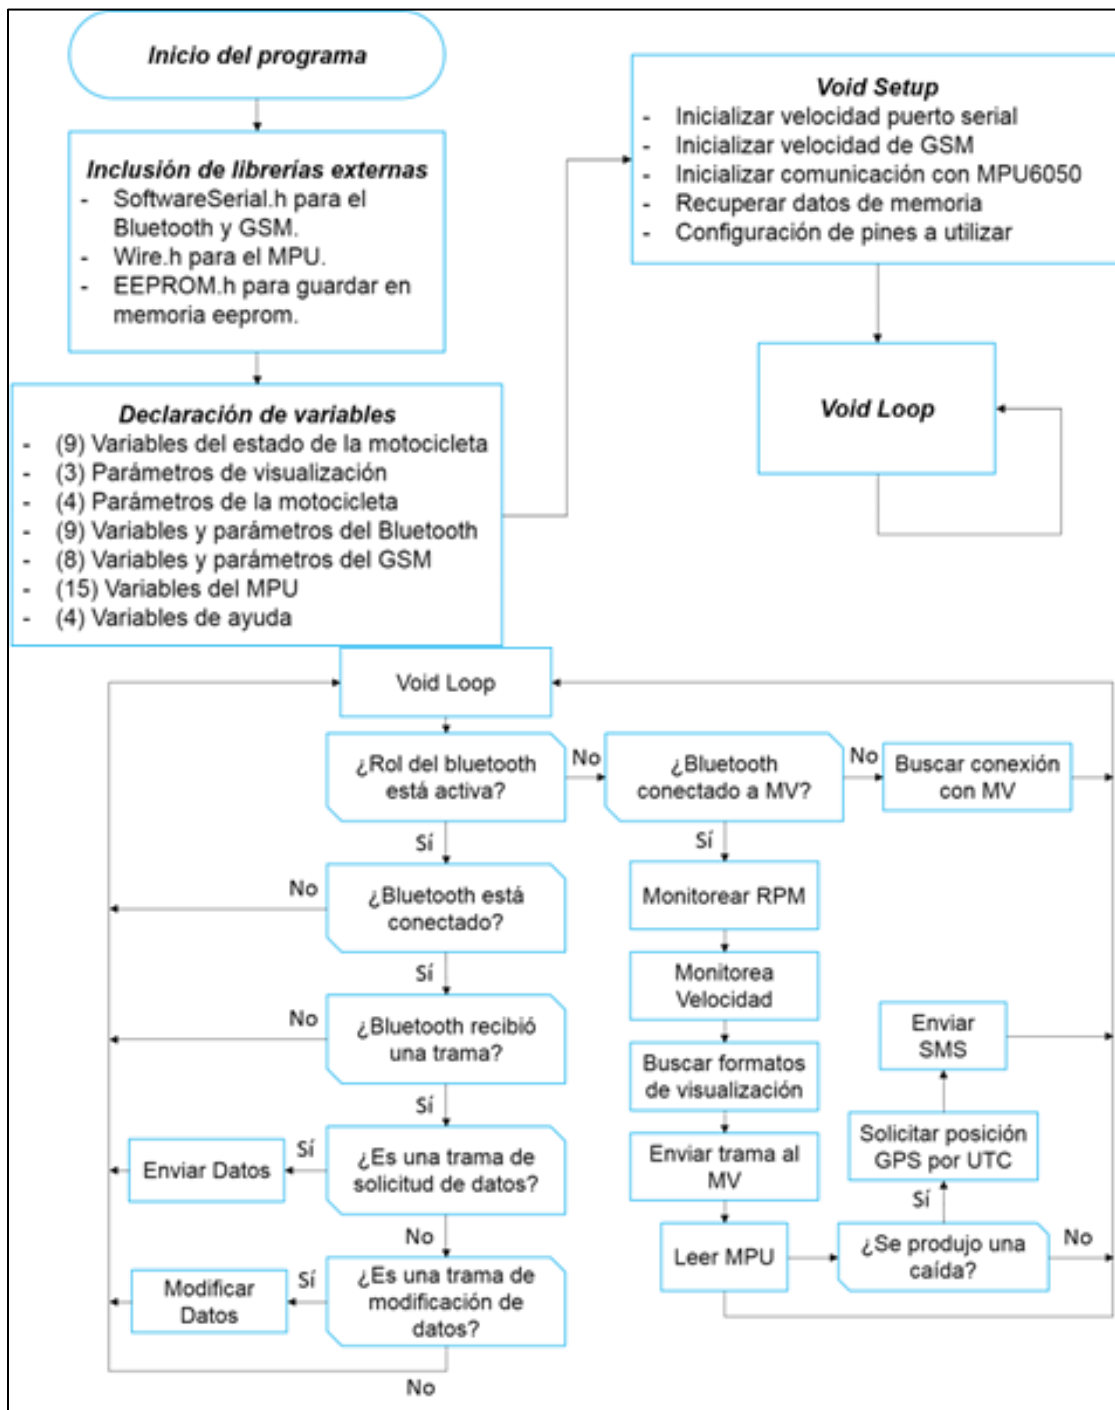 Inicio del programa
Inclusión de librerías externas
- SoftwareSerial.h para el
Bluetooth y GSM.
- Wire.h para el MPU.
- EEPROM.h para guardar en
memoria eeprom.
Declaración de variables
- (9) Variables del estado de la motocicleta
- (3) Parámetros de visualización
- (4) Parámetros de la motocicleta
- (9) Variables y parámetros del Bluetooth
- (8) Variables y parámetros del GSM
- (15) Variables del MPU
- (4) Variables de ayuda
Void Setup
- Inicializar velocidad puerto serial
- Inicializar velocidad de GSM
- Inicializar comunicación con MPU6050
- Recuperar datos de memoria
- Configuración de pines a utilizar
Void Loop
Void Loop
¿Rol del bluetooth
está activa?
No
¿Bluetooth
conectado a MV?
No
Buscar conexión
con MV
Sí
Sí
No
¿Bluetooth está
conectado?
Monitorear RPM
Sí
Monitorea
Velocidad
No
¿Bluetooth recibió
una trama?
Enviar
SMS
Buscar formatos
de visualización
Sí
Enviar Datos
Sí
¿Es una trama de
solicitud de datos?
Enviar trama al
MV
Solicitar posición
GPS por UTC
Sí
No
Leer MPU
¿Se produjo una
caída?
No
Modificar
Datos
Sí
¿Es una trama de
modificación de
datos?
No